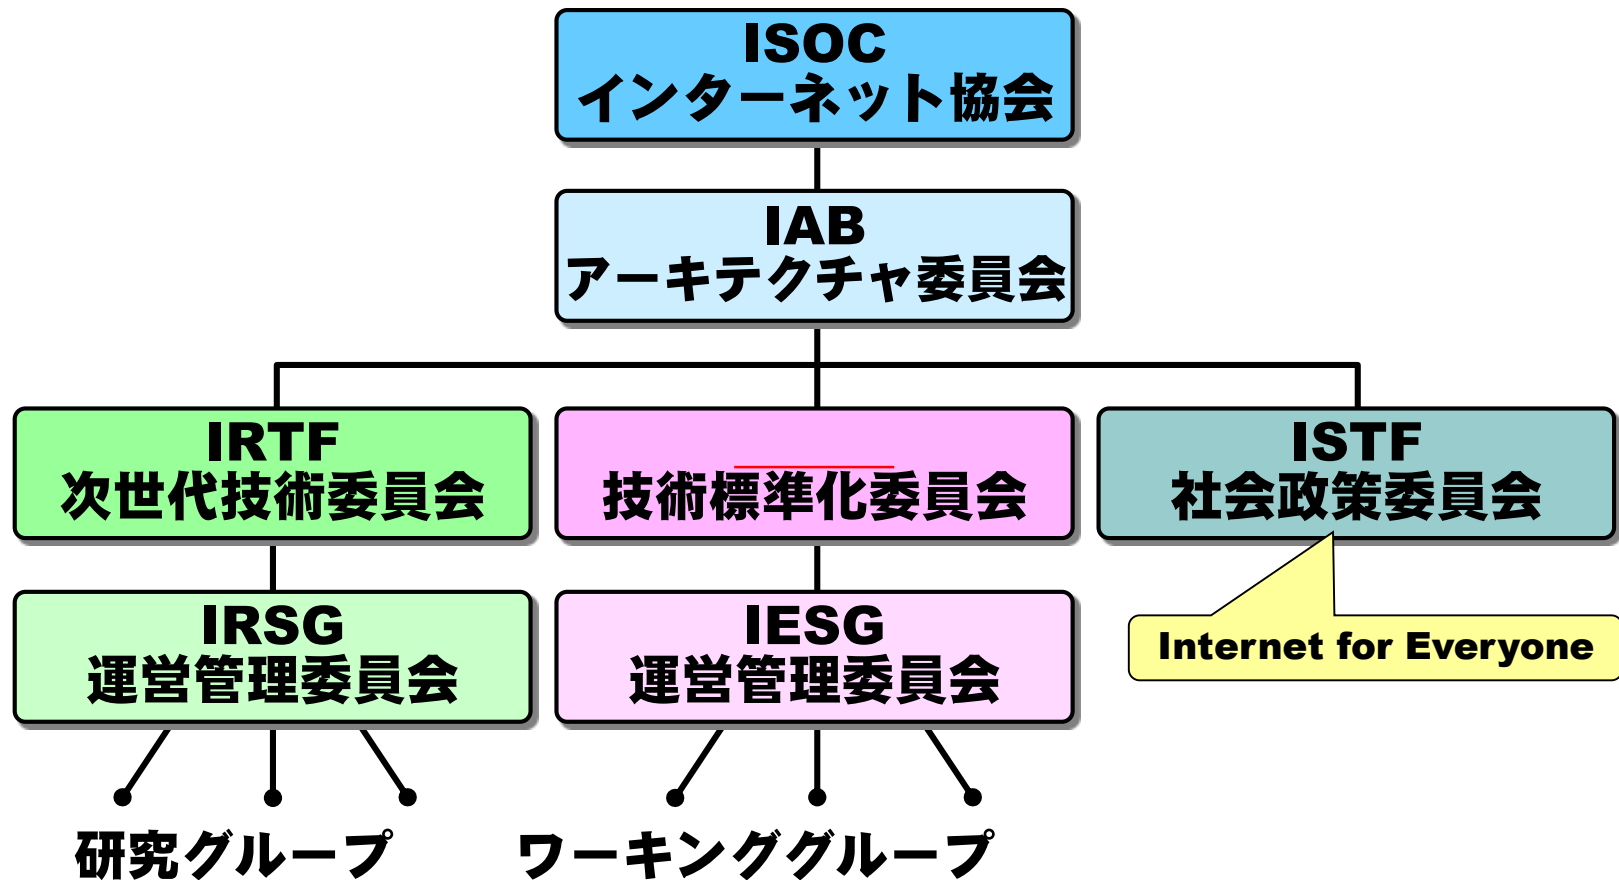 ISOC
インターネット協会
IAB
アーキテクチャ委員会
IRTF
次世代技術委員会
技術標準化委員会
ISTF
社会政策委員会
IRSG
運営管理委員会
IESG
運営管理委員会
Internet for Everyone
研究グループ
ワーキンググループ